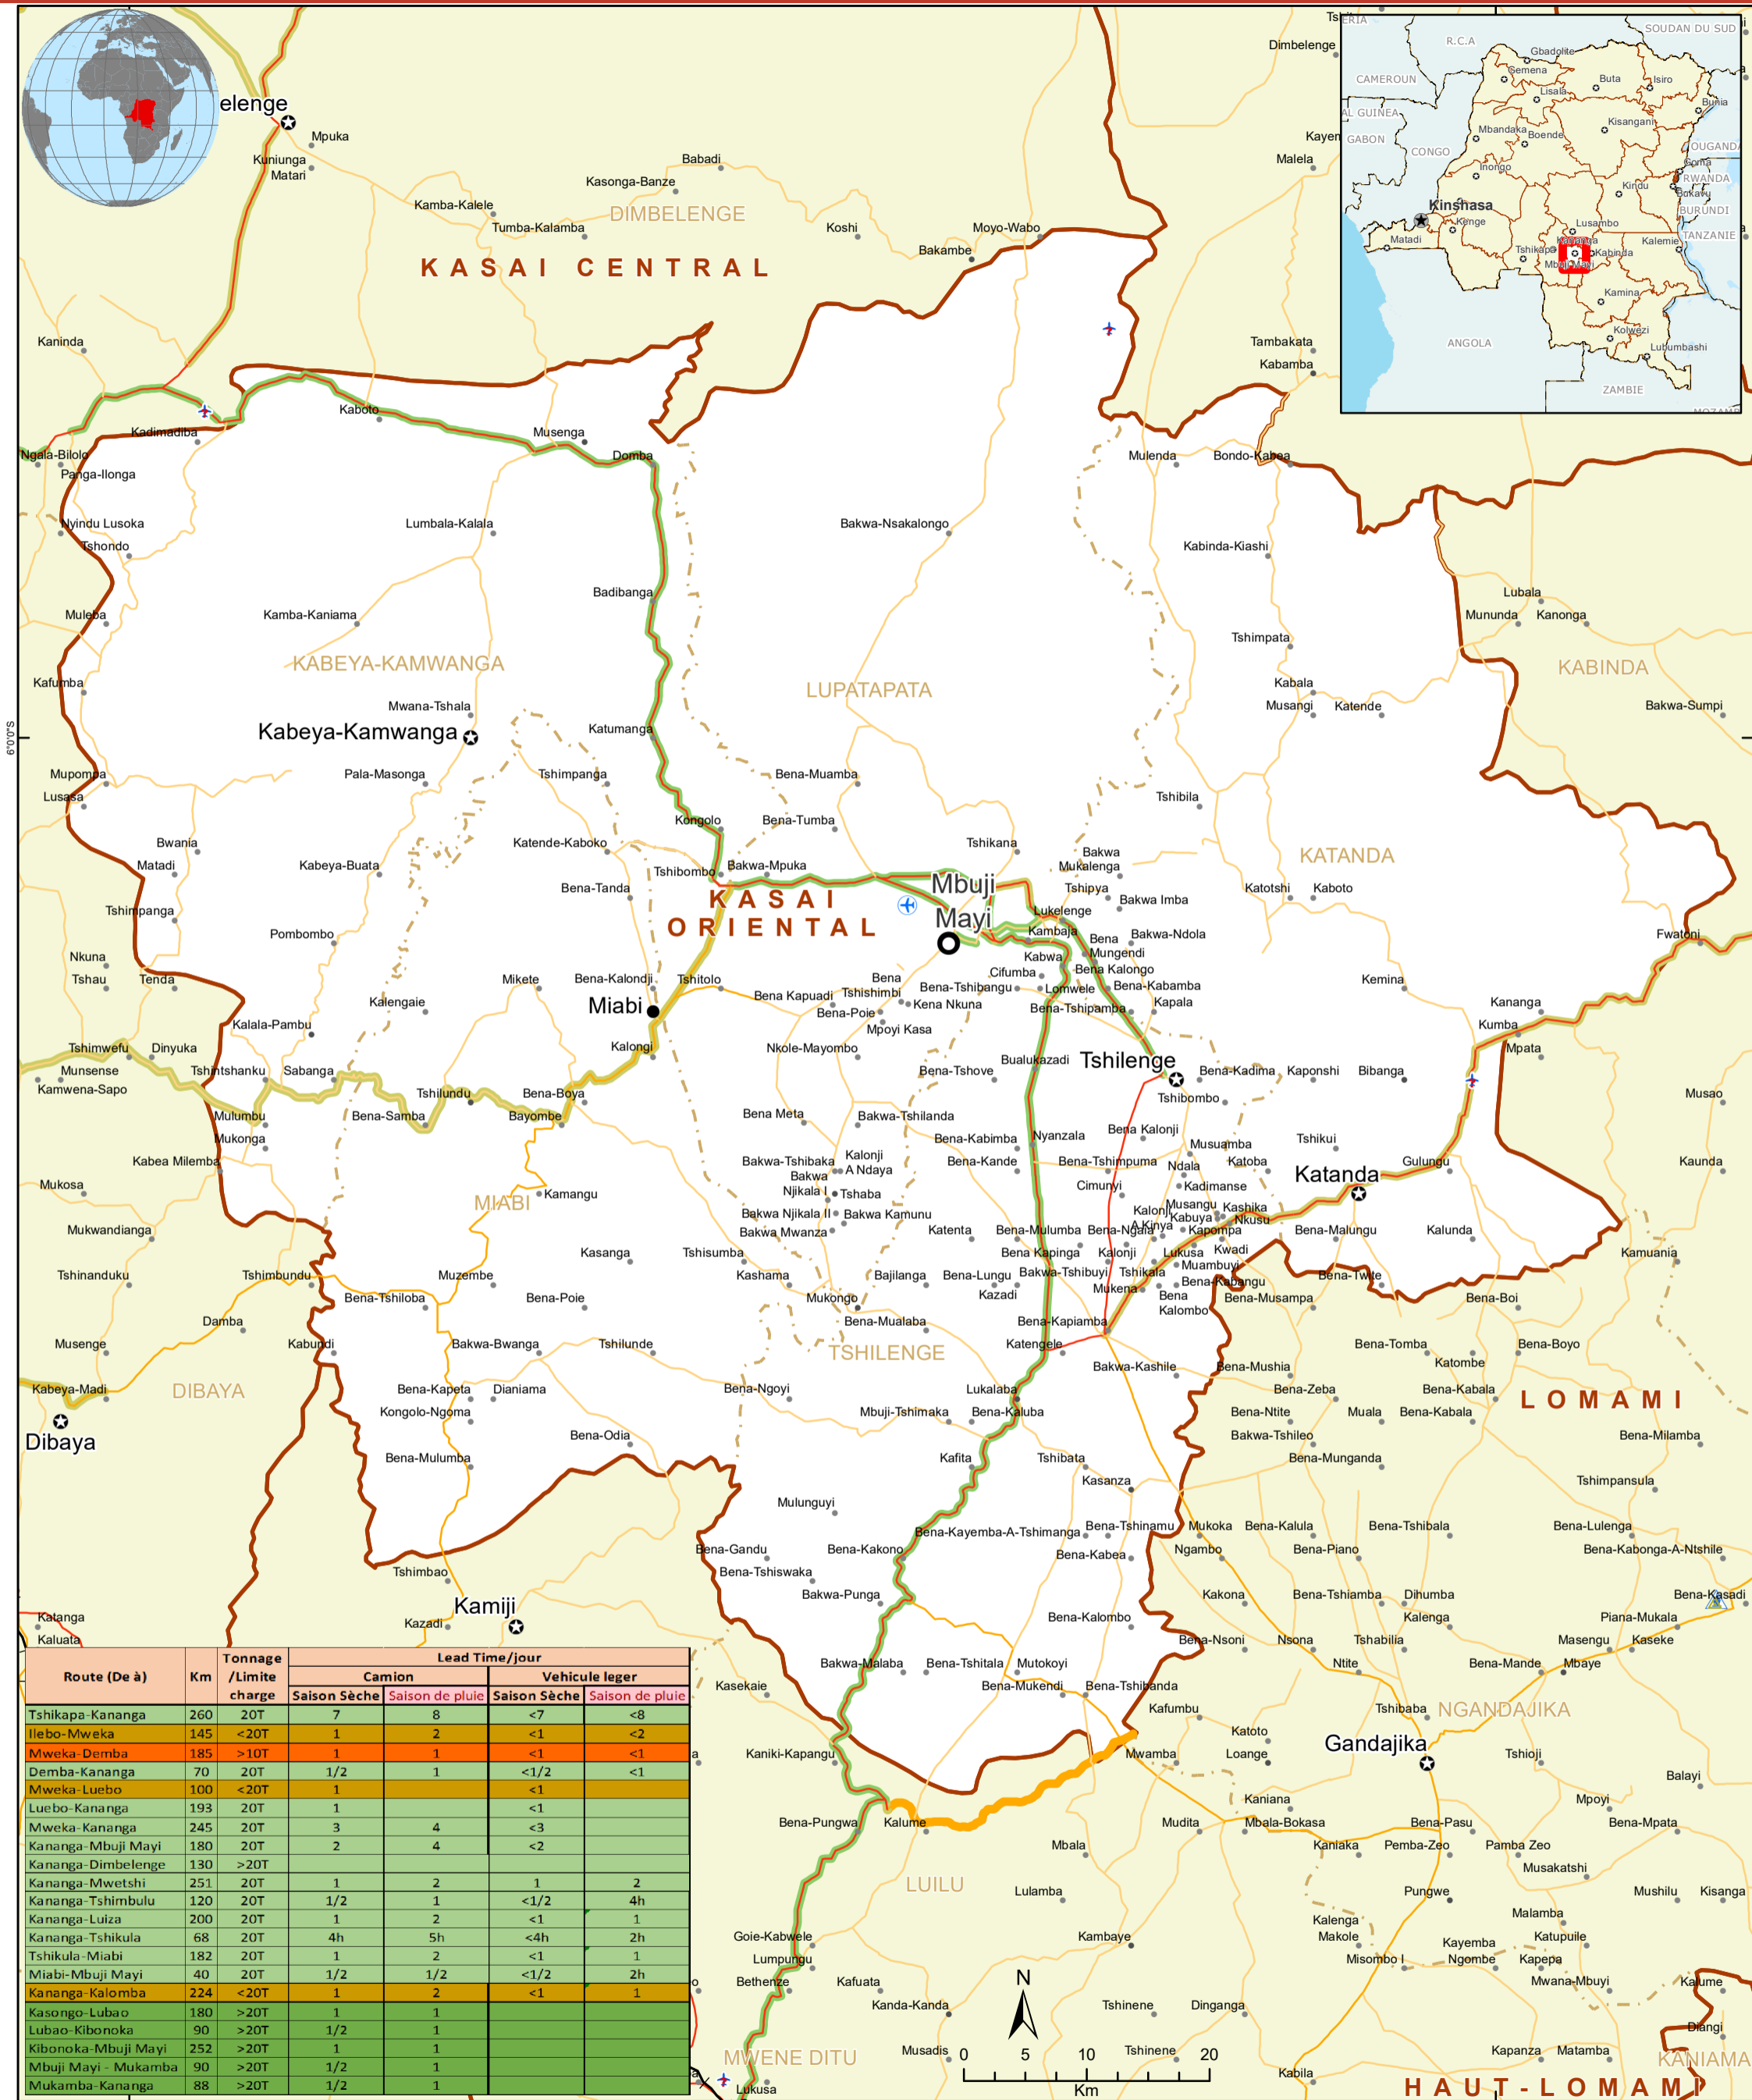 elenge
Mpuka
Kuniunga
Matari
Kamba-Kalele
Tumba-Kalamba
Kasonga-Banze
Babadi
DIMBELENGE
Koshi
Bakambe
Moyo-Wabo
KASAI CENTRAL
Dimbelenge
Kayen
Malela
Tambakata
Kabamba
R.C.A
SOUDAN DU SUD
CAMEROUN
Gbadolite
Gemena
Buta
Isiro
Lisala
Bunia
AL GUINEA
GABON
CONGO
Mbandaka
Boende
Kisangani
OUGANDA
Inongo
Goma
RWANDA
Kindu
Bukavu
BURUNDI
Kinshasa
Kenge
Lusambo
TANZANIE
Matadi
Tshikapa
Kananga
Kabinda
Kalemie
Mbuji-Mayi
Kamina
Kolwezi
Lubumbashi
ANGOLA
ZAMBIE
Kaninda
Kadimadiba
Ngala-Bilolo
Panga-Ilonga
Kaboto
Musenga
Domba
Mulenda
Bondo-Kabea
Nyindu Lusoka
Tshondo
Lumbala-Kalala
Bakwa-Nsakalongo
Kabinda-Kiashi
Muleba
Kamba-Kaniama
Badibanga
Tshimpata
Lubala
Mununda
Kanonga
KABEYA-KAMWANGA
LUPATAPATA
KABINDA
Kafumba
Mwana-Tshala
Kabeya-Kamwanga
Katumanga
Kabala
Musangi
Katende
Bakwa-Sumpi
6°0'0"S
Mupompa
Lusasa
Pala-Masonga
Tshimpanga
Bena-Muamba
Tshibila
Bwania
Matadi
Kabeya-Buata
Katende-Kaboko
Kongolo
Bena-Tumba
Tshikana
Bakwa
Mukalenga
KATANDA
Bena-Tanda
Tshibombo
Bakwa-Mpuka
Mbuji
Mayi
Tshipya
Bakwa Imba
Katotshi
Kaboto
KASAI
ORIENTAL
Tshimpanga
Pombombo
Lukelenge
Kambaja
Bena
Mungendi
Bakwa-Ndola
Fwatoni
Nkuna
Tshau
Tenda
Kalengaie
Mikete
Bena-Kalondji
Tshitolo
Kabwa
Cifumba
Bena Kalongo
Bena-Kabamba
Kemina
Miabi
Bena Kapuadi
Bena
Tshishimbi
Kena Nkuna
Bena-Tshibangu
Lomwele
Kapala
Bena-Tshipamba
Kananga
Kumba
Mpata
Kalala-Pambu
Bena-Poie
Mpoyi Kasa
Kalongi
Nkole-Mayombo
Bualukazadi
Tshilenge
Tshimwefu
Dinyuka
Munsense
Kamwena-Sapo
Tshintshanku
Sabanga
Tshilundu
Bena-Boya
Bena-Tshove
Bena-Kadima
Kaponshi
Bibanga
Tshibombo
Musao
Mulumbu
Mukonga
Bena-Samba
Bayombe
Bena Meta
Bakwa-Tshilanda
Bena-Kabimba
Nyanzala
Bena Kalonji
Musuamba
Tshikui
Kabea Milemba
Bakwa-Tshibaka
Kalonji
A Ndaya
Bena-Kande
Bena-Tshimpuma
Ndala
Katoba
Katanda
Gulungu
Kaunda
Mukosa
MIABI
Kamangu
Bakwa
Njikala I
Tshaba
Cimunyi
Kadimanse
Mukwandianga
Bakwa Njikala II
Bakwa Kamunu
Bakwa Mwanza
Katenta
Bena-Mulumba
Bena-Ngala
Kalonji
A Kinya
Musangu
Kabuya
Kashika
Nkusu
Kapompa
Bena-Malungu
Kalunda
Kamuania
Tshinanduku
Tshimbundu
Muzembe
Kasanga
Tshisumba
Kashama
Bajilanga
Bena-Lungu
Kazadi
Bena Kapinga
Kalonji
Lukusa
Kwadi
Muambuyi
Bakwa-Tshibuyi
Tshikala
Mukena
Bena-Kabangu
Bena
Kalombo
Bena-Twite
Bena-Musampa
Bena-Boi
Bena-Tshiloba
Bena-Poie
Mukongo
Bena-Mualaba
Bena-Kapiamba
Damba
Musenge
Kabundi
Bakwa-Bwanga
Tshilunde
TSHILENGE
Katengele
Bakwa-Kashile
Bena-Mushia
Bena-Tomba
Katombe
Bena-Boyo
Kabeya-Madi
DIBAYA
Bena-Kapeta
Dianiama
Bena-Ngoyi
Lukalaba
Bena-Zeba
Bena-Kabala
LOMAMI
Kongolo-Ngoma
Mbuji-Tshimaka
Bena-Kaluba
Bena-Ntite
Muala
Bena-Kabala
Dibaya
Bena-Odia
Bakwa-Tshileo
Bena-Milamba
Bena-Mulumba
Kafita
Tshibata
Kasanza
Bena-Munganda
Tshimpansula
Mulunguyi
Bena-Kayemba-A-Tshimanga
Bena-Tshinamu
Mukoka
Bena-Kalula
Bena-Tshibala
Bena-Lulenga
Bena-Gandu
Bena-Kakono
Bena-Kabea
Ngambo
Bena-Piano
Bena-Kabonga-A-Ntshile
Tshimbao
Bena-Tshiswaka
Bakwa-Punga
Kakona
Bena-Tshiamba
Dihumba
Bena-Kasadi
Kamiji
Kazadi
Katanga
Kaluata
Bena-Kalombo
Kalenga
Piana-Mukala
Bena-Nsoni
Nsona
Tshabilia
Masengu
Kaseke
Bakwa-Malaba
Bena-Tshitala
Mutokoyi
Ntite
Bena-Mande
Mbaye
Kasekaie
Bena-Mukendi
Bena-Tshibanda
Kafumbu
Tshibaba
NGANDAJIKA
Katoto
Loange
Gandajika
Tshioji
Kaniki-Kapangu
Mwamba
Balayi
Kaniana
Mpoyi
Bena-Pungwa
Kalume
Mudita
Mbala-Bokasa
Bena-Pasu
Bena-Mpata
Mbala
Kaniaka
Pemba-Zeo
Pamba Zeo
Musakatshi
LUILU
Lulamba
Pungwe
Mushilu
Kisanga
Malamba
Goie-Kabwele
Lumpungu
Kambaye
Kalenga
Makole
Kayemba
Ngombe
Katupuile
Misombo I
Kapepa
Bethenze
Kafuata
Mwana-Mbuyi
Kalume
Kanda-Kanda
Tshinene
Dinganga
Diangi
MWENE DITU
Musadis
Tshinene
Kapanza
Matamba
KANIAMA
Lukusa
Kabila
HAUT-LOMAMI
N
0 5 10 20
Km
Route (De à) Km Tonnage /Limite charge Lead Time/jour
Camion Vehicule leger
Saison Sèche Saison de pluie Saison Sèche Saison de pluie
Tshikapa-Kananga 260 20T 7 8 <7 <8
Ilebo-Mweka 145 <20T 1 2 <1 <2
Mweka-Demba 185 >10T 1 1 <1 <1
Demba-Kananga 70 20T 1/2 1 <1/2 <1
Mweka-Luebo 100 <20T 1 <1
Luebo-Kananga 193 20T 1 <1
Mweka-Kananga 245 20T 3 4 <3
Kananga-Mbuji Mayi 180 20T 2 4 <2
Kananga-Dimbelenge 130 >20T
Kananga-Mwetshi 251 20T 1 2 1 2
Kananga-Tshimbulu 120 20T 1/2 1 <1/2 4h
Kananga-Luiza 200 20T 1 2 <1 1
Kananga-Tshikula 68 20T 4h 5h <4h 2h
Tshikula-Miabi 182 20T 1 2 <1 1
Miabi-Mbuji Mayi 40 20T 1/2 1/2 <1/2 2h
Kananga-Kalomba 224 <20T 1 2 <1 1
Kasongo-Lubao 180 >20T 1 1
Lubao-Kibonoka 90 >20T 1/2 1
Kibonoka-Mbuji Mayi 252 >20T 1 1
Mbuji Mayi - Mukamba 90 >20T 1/2 1
Mukamba-Kananga 88 >20T 1/2 1